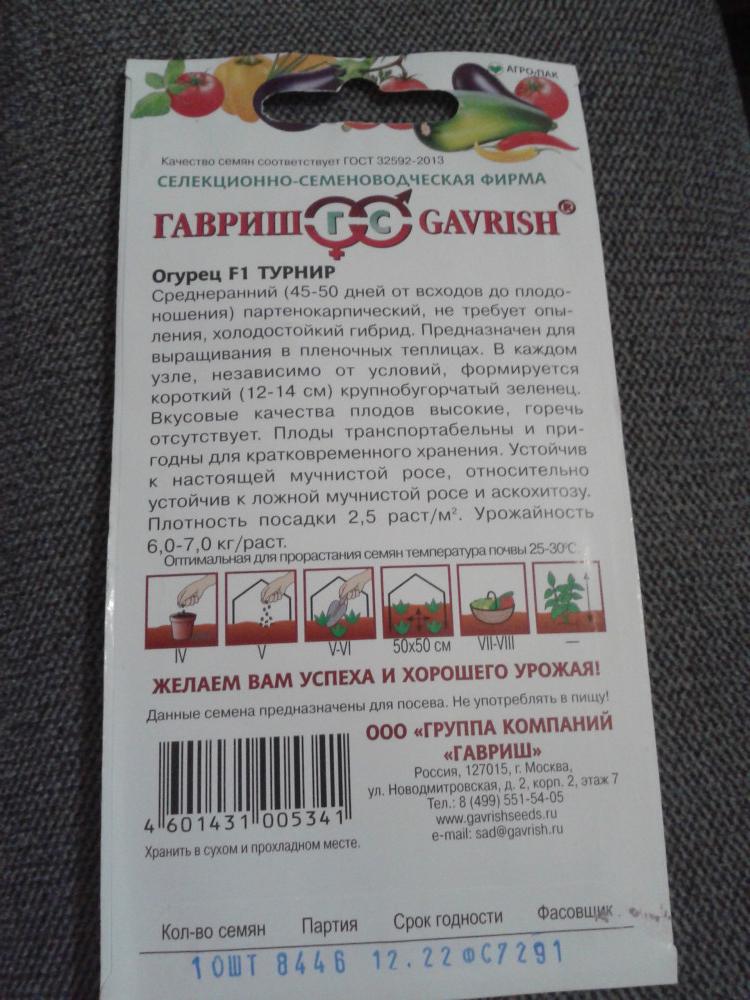 АГРО/ПАК
Качество семян соответствует ГОСТ 32592-2013
СЕЛЕКЦИОННО-СЕМЕНОВОДЧЕСКАЯ ФИРМА
ГАВРИШ ГС GAVRISH®
Огурец F1 ТУРНИР
Среднеранний (45-50 дней от всходов до плодо-
ношения) партенокарпический, не требует опы-
ления, холодостойкий гибрид. Предназначен для
выращивания в пленочных теплицах. В каждом
узле, независимо от условий, формируется
короткий (12-14 см) крупнобугорчатый зеленец.
Вкусовые качества плодов высокие, горечь
отсутствует. Плоды транспортабельны и при-
годны для кратковременного хранения. Устойчив
к настоящей мучнистой росе, относительно
устойчив к ложной мучнистой росе и аскохитозу.
Плотность посадки 2,5 раст/м². Урожайность
6,0-7,0 кг/раст.
Оптимальная для прорастания семян температура почвы 25-30°С.
IV V V-VI 50х50 см VII-VIII —
ЖЕЛАЕМ ВАМ УСПЕХА И ХОРОШЕГО УРОЖАЯ!
Данные семена предназначены для посева. Не употреблять в пищу!
ООО «ГРУППА КОМПАНИЙ
«ГАВРИШ»
Россия, 127015, г. Москва,
ул. Новодмитровская, д. 2, корп. 2, этаж 7
Тел.: 8 (499) 551-54-05
www.gavrishseeds.ru
e-mail: sad@gavrish.ru
4 601431 005341
Хранить в сухом и прохладном месте.
Кол-во семян Партия Срок годности Фасовщик
10ШТ 8446 12.22 ФС7291